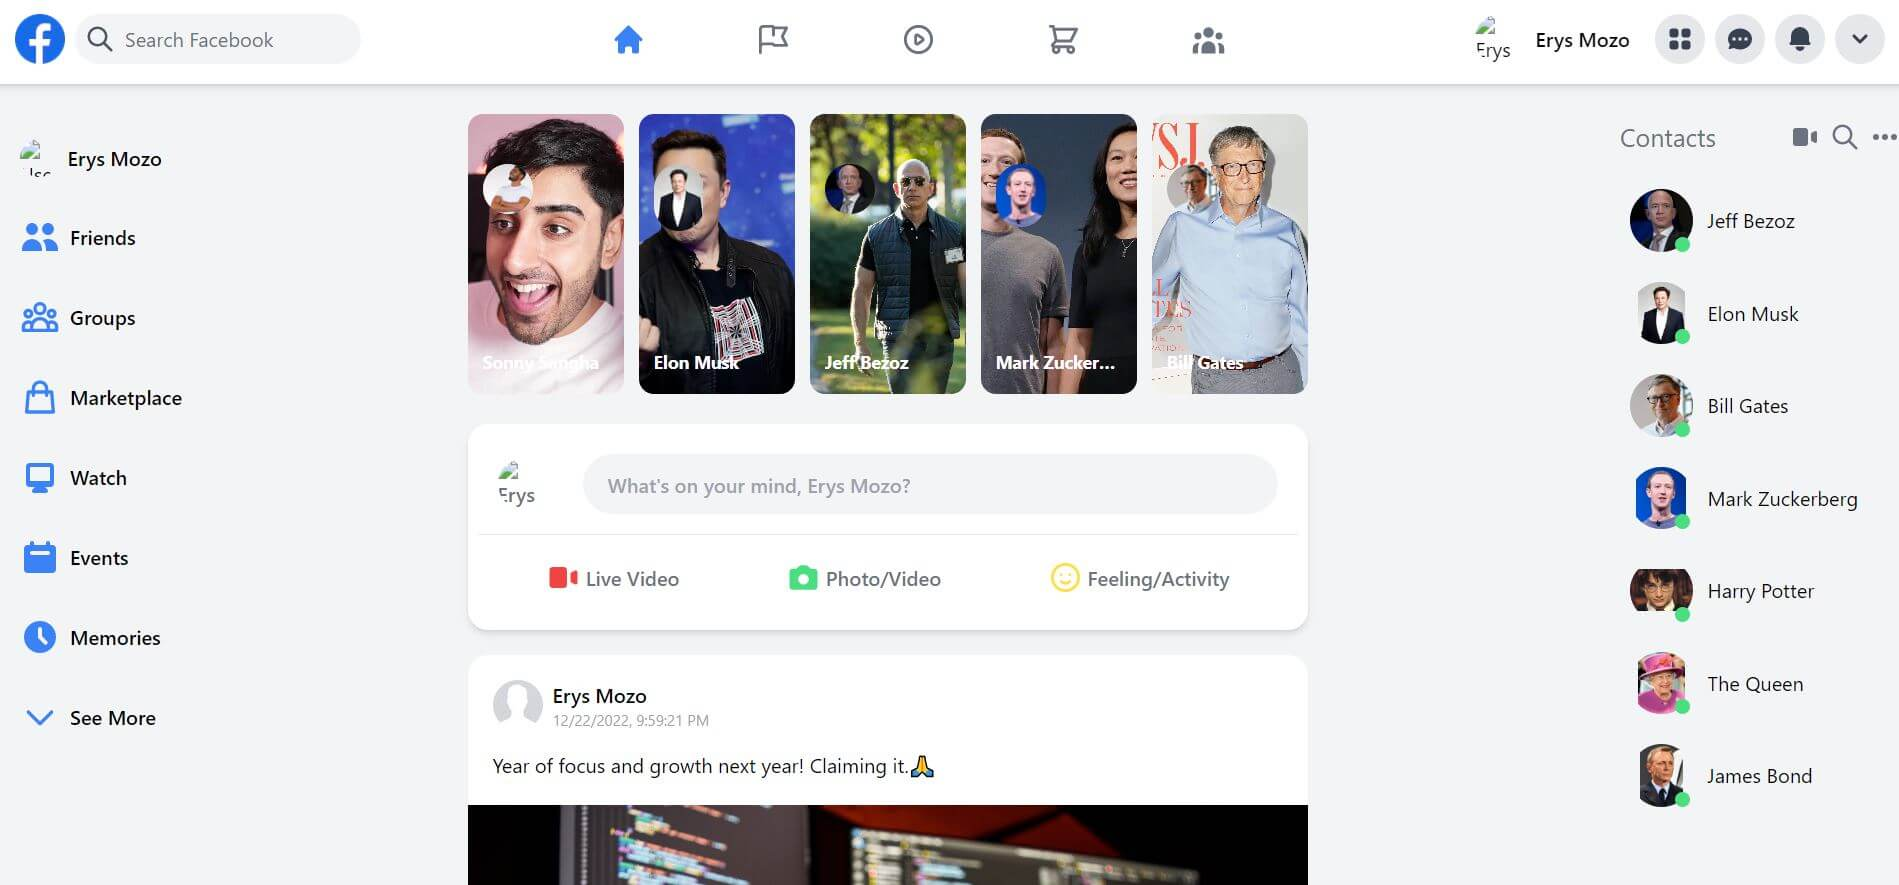 Search Facebook
Erys
Erys Mozo
Erys Mozo
Friends
Groups
Marketplace
Watch
Events
Memories
See More
Sonny Sangha
Elon Musk
Jeff Bezoz
Mark Zucker...
Bill Gates
Erys
What's on your mind, Erys Mozo?
Live Video
Photo/Video
Feeling/Activity
Erys Mozo
12/22/2022, 9:59:21 PM
Year of focus and growth next year! Claiming it.🙏
Contacts
Jeff Bezoz
Elon Musk
Bill Gates
Mark Zuckerberg
Harry Potter
The Queen
James Bond